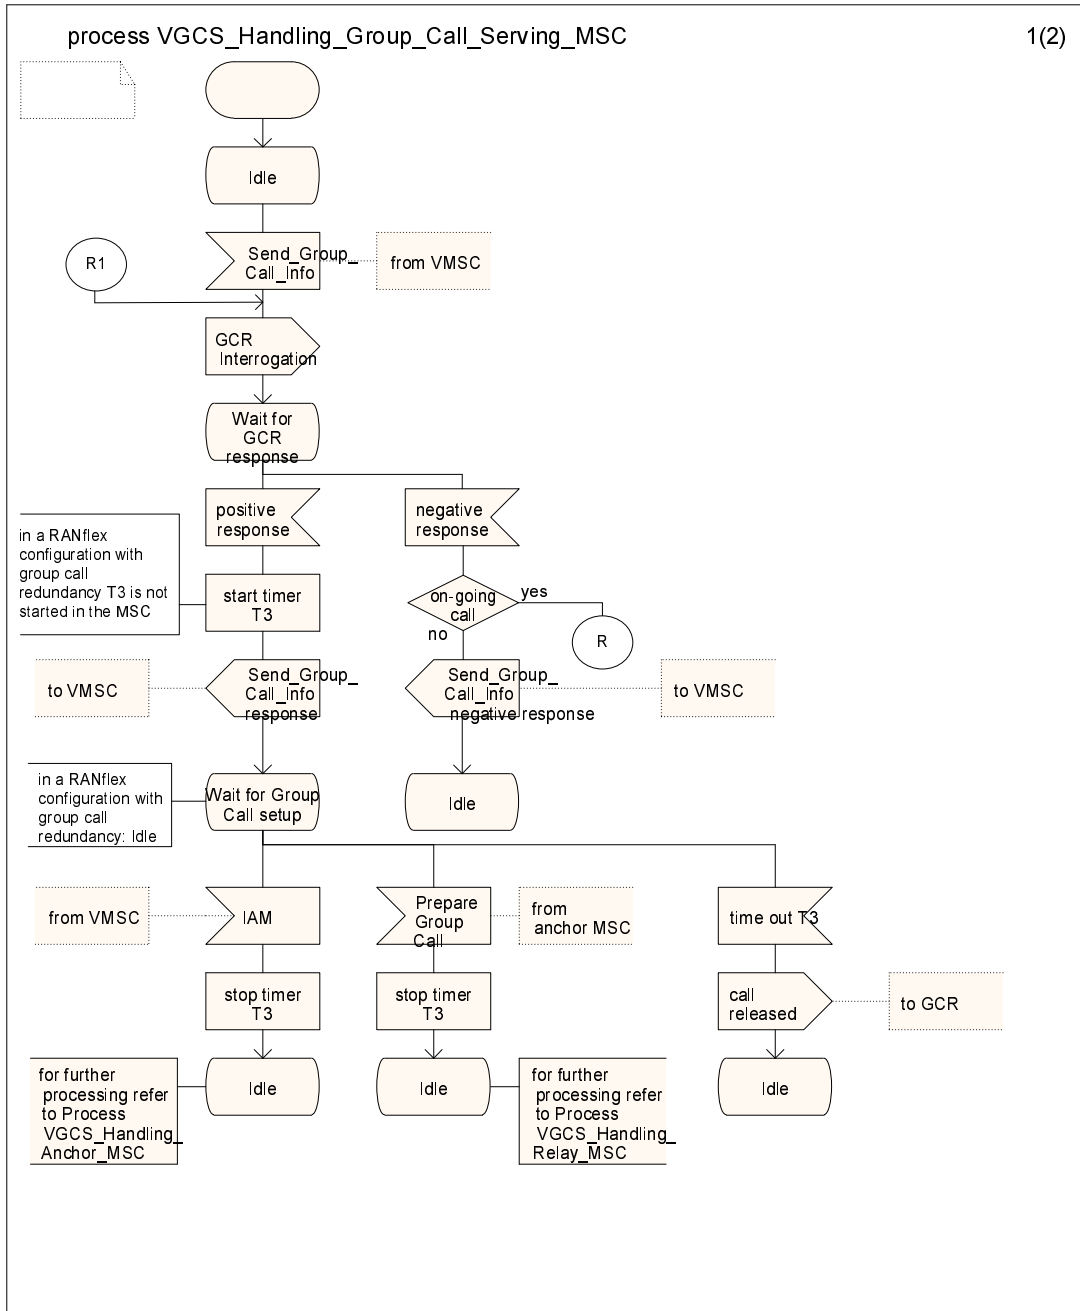 process VGCS_Handling_Group_Call_Serving_MSC
1(2)
Idle
Send_Group_
Call_Info
from VMSC
R1
GCR
Interrogation
Wait for
GCR
response
positive
response
negative
response
in a RANflex
configuration with
group call
redundancy T3 is not
started in the MSC
start timer
T3
on-going
call
yes
no
R
to VMSC
Send_Group_
Call_Info
response
Send_Group_
Call_Info
negative response
to VMSC
in a RANflex
configuration with
group call
redundancy: Idle
Wait for Group
Call setup
Idle
from VMSC
IAM
Prepare
Group
Call
from
anchor MSC
time out T3
stop timer
T3
stop timer
T3
call
released
to GCR
for further
processing refer
to Process
VGCS_Handling_
Anchor_MSC
Idle
Idle
for further
processing refer
to Process
VGCS_Handling_
Relay_MSC
Idle